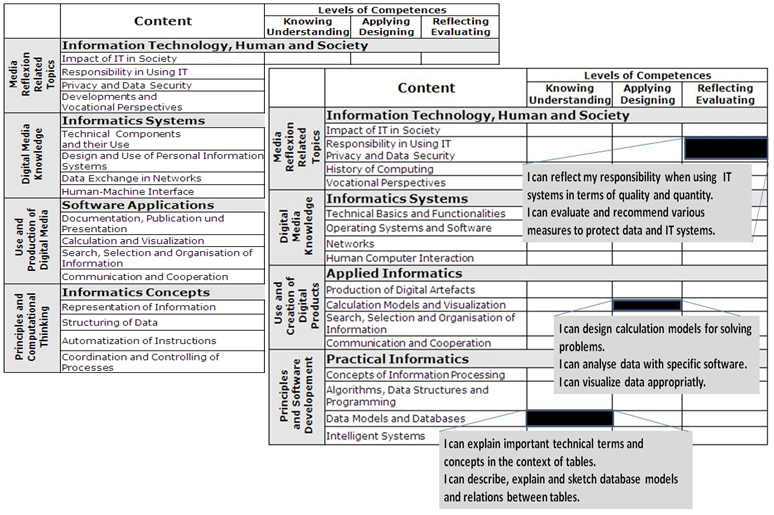 Content
Levels of Competences
Knowing
Understanding
Applying
Designing
Reflecting
Evaluating
Media
Reflexion
Related
Topics
Information Technology, Human and Society
Impact of IT in Society
Responsibility in Using IT
Privacy and Data Security
Developments and
Vocational Perspectives
Digital Media
Knowledge
Informatics Systems
Technical Components
and their Use
Design and Use of Personal Information
Systems
Data Exchange in Networks
Human-Machine Interface
Use and
Production of
Digital Media
Software Applications
Documentation, Publication und
Presentation
Calculation and Visualization
Search, Selection and Organisation of
Information
Communication and Cooperation
Principles and
Computational
Thinking
Informatics Concepts
Representation of Information
Structuring of Data
Automatization of Instructions
Coordination and Controlling of
Processes
Content
Levels of Competences
Knowing
Understanding
Applying
Designing
Reflecting
Evaluating
Media
Reflexion
Related
Topics
Information Technology, Human and Society
Impact of IT in Society
Responsibility in Using IT
Privacy and Data Security
History of Computing
Vocational Perspectives
I can reflect my responsibility when using IT
systems in terms of quality and quantity.
I can evaluate and recommend various
measures to protect data and IT systems.
Digital
Media
Knowledge
Informatics Systems
Technical Basics and Functionalities
Operating Systems and Software
Networks
Human Computer Interaction
Use and
Creation of
Digital
Products
Applied Informatics
Production of Digital Artefacts
Calculation Models and Visualization
Search, Selection and Organisation of
Information
Communication and Cooperation
I can design calculation models for solving
problems.
I can analyse data with specific software.
I can visualize data appropriatly.
Principles
and Software
Developement
Practical Informatics
Concepts of Information Processing
Algorithms, Data Structures and
Programming
Data Models and Databases
Intelligent Systems
I can explain important technical terms and
concepts in the context of tables.
I can describe, explain and sketch database models
and relations between tables.